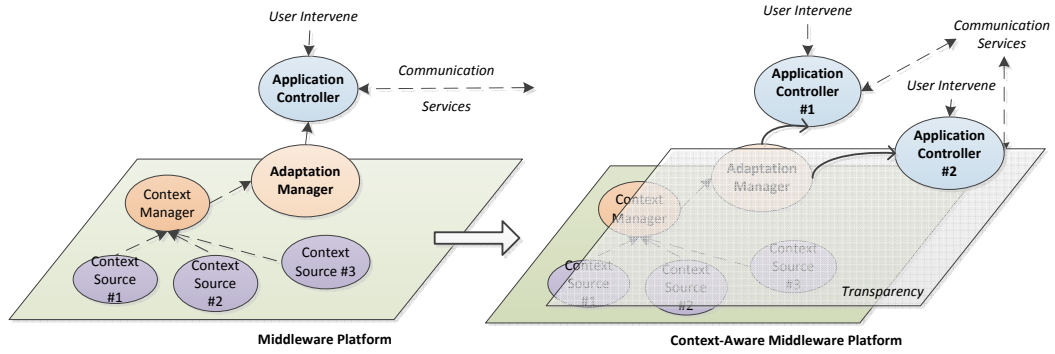 User Intervene
Application
Controller
Communication
Services
Adaptation
Manager
Context
Manager
Context
Source
#1
Context
Source
#2
Context
Source #3
Middleware Platform
User Intervene
Application
Controller
#1
Communication
Services
User Intervene
Application
Controller
#2
Adaptation
Manager
Context
Manager
Context
Source
#1
Context
Source
#2
Context
Source
#3
Transparency
Context-Aware Middleware Platform